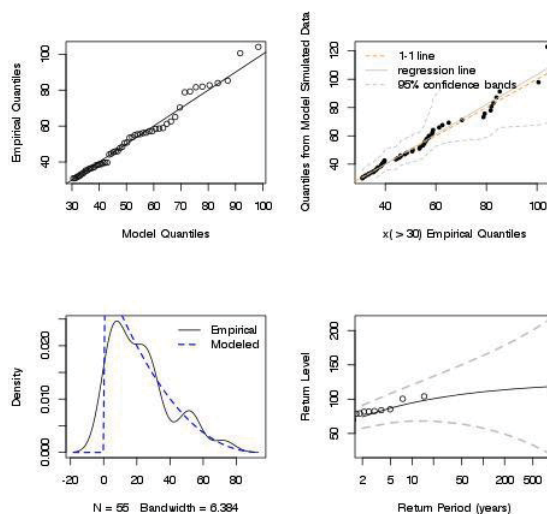 Empirical Quantiles
100
80
60
40
30 40 50 60 70 80 90 100
Model Quantiles
Quantiles from Model Simulated Data
120
100
80
60
40
1-1 line
regression line
95% confidence bands
40 60 80 100
x( > 30) Empirical Quantiles
Density
0.020
0.010
0.000
Empirical
Modeled
-20 0 20 40 60 80
N = 55 Bandwidth = 6.384
Return Level
200
150
100
50
2 5 10 50 200 500
Return Period (years)